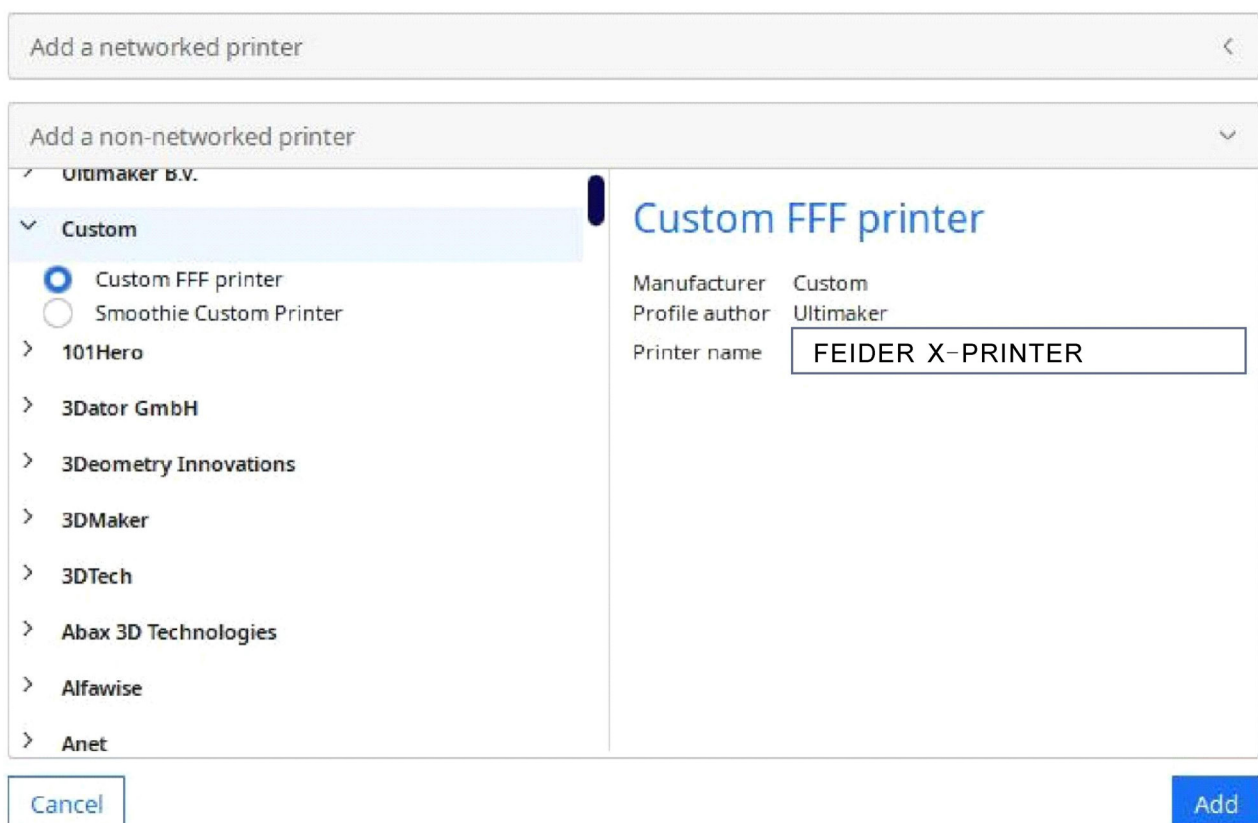 Add a networked printer
Add a non-networked printer
Ultimaker B.V.
Custom
Custom FFF printer
Smoothie Custom Printer
101Hero
3Dator GmbH
3Deometry Innovations
3DMaker
3DTech
Abax 3D Technologies
Alfawise
Anet
Custom FFF printer
Manufacturer Custom
Profile author Ultimaker
Printer name FEIDER X-PRINTER
Cancel
Add